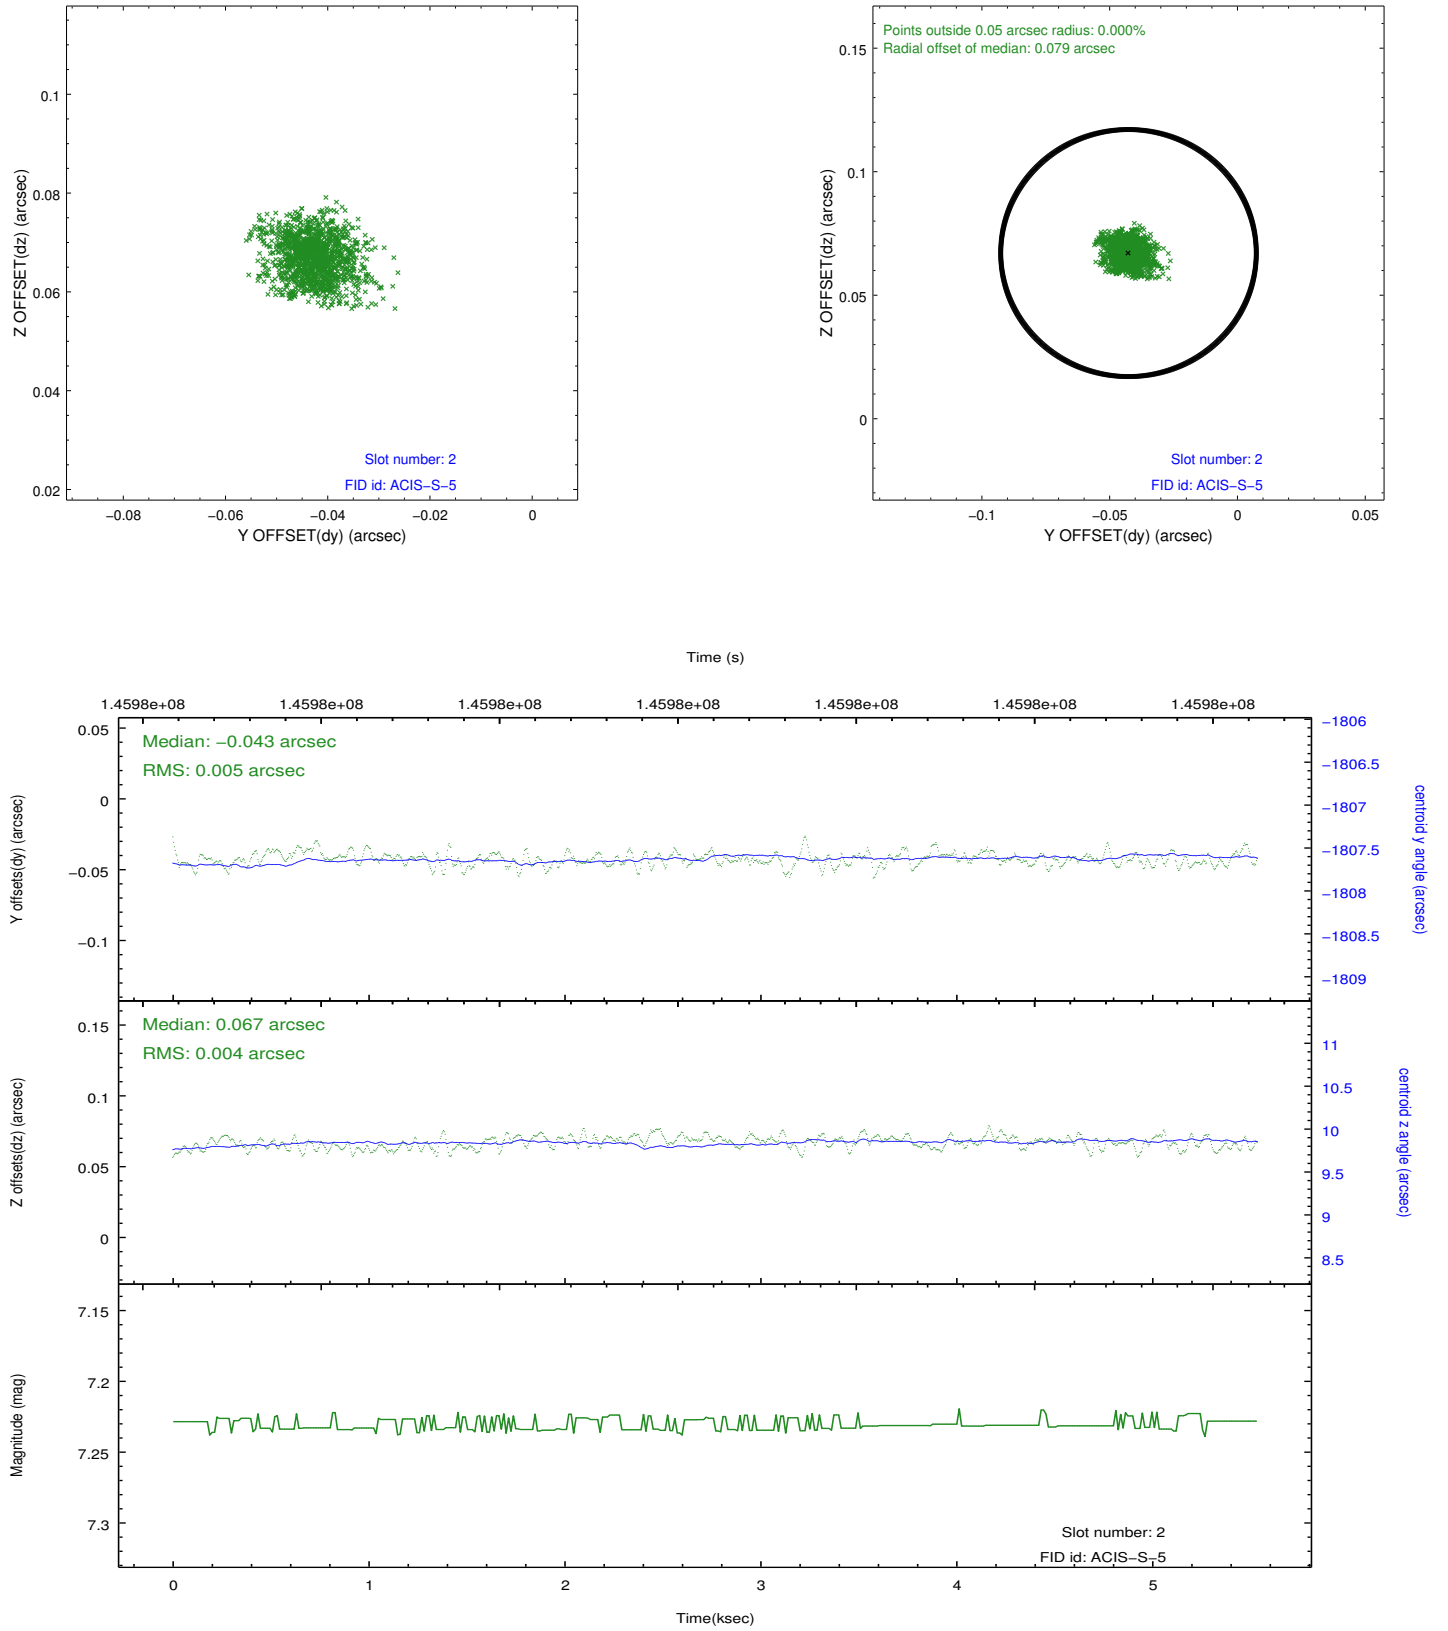 0.1
0.08
0.06
0.04
0.02
Z OFFSET(dz) (arcsec)
Slot number: 2
FID id: ACIS−S−5
−0.08 −0.06 −0.04 −0.02 0
Y OFFSET(dy) (arcsec)
Points outside 0.05 arcsec radius: 0.000%
Radial offset of median: 0.079 arcsec
0.15
0.1
0.05
0
Z OFFSET(dz) (arcsec)
Slot number: 2
FID id: ACIS−S−5
−0.1 −0.05 0 0.05
Y OFFSET(dy) (arcsec)
Time (s)
1.4598e+08 1.4598e+08 1.4598e+08 1.4598e+08 1.4598e+08 1.4598e+08 1.4598e+08
Median: −0.043 arcsec
RMS: 0.005 arcsec
0.05
0
−0.05
−0.1
Y offsets(dy) (arcsec)
−1806
−1806.5
−1807
−1807.5
−1808
−1808.5
−1809
centroid y angle (arcsec)
Median: 0.067 arcsec
RMS: 0.004 arcsec
0.15
0.1
0.05
0
Z offsets(dz) (arcsec)
11
10.5
10
9.5
9
8.5
centroid z angle (arcsec)
7.15
7.2
7.25
7.3
Magnitude (mag)
Slot number: 2
FID id: ACIS−S−5
0 1 2 3 4 5
Time(ksec)